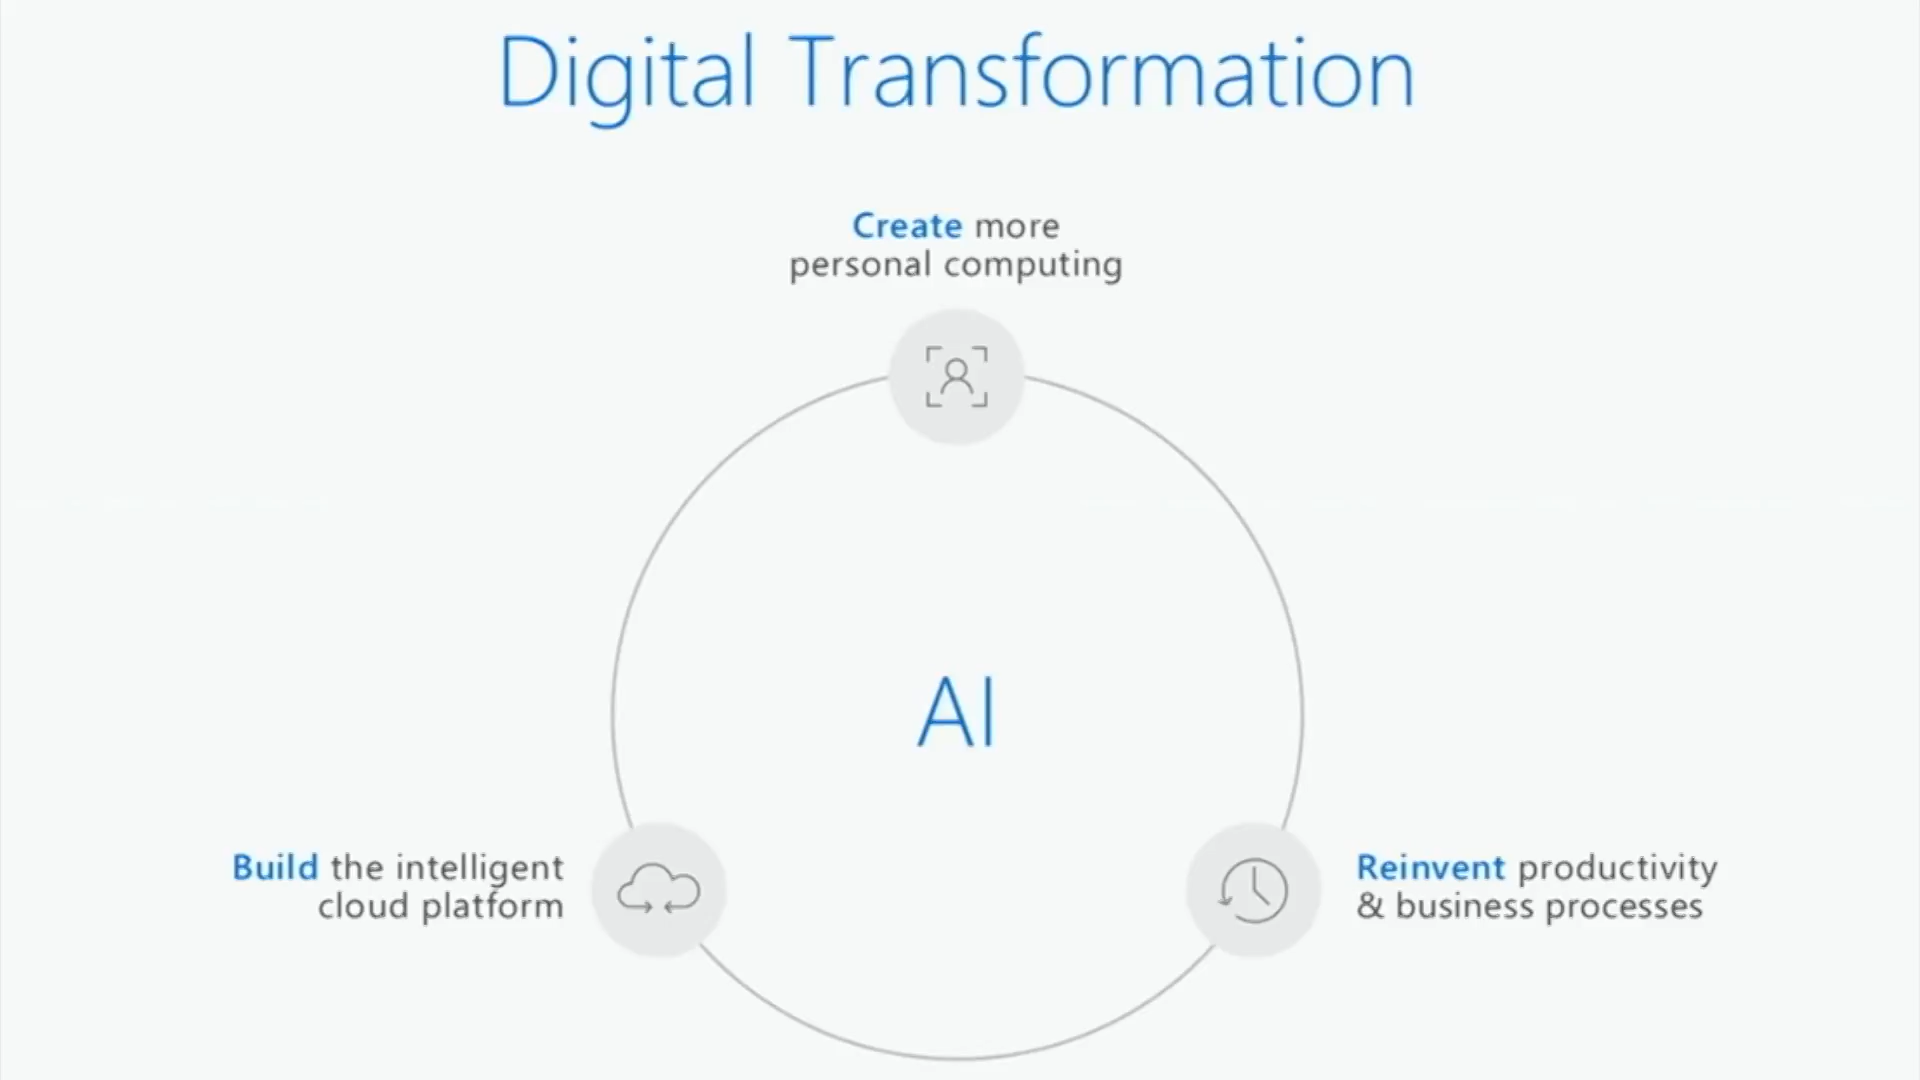 Digital Transformation
Create more
personal computing
AI
Build the intelligent
cloud platform
Reinvent productivity
& business processes